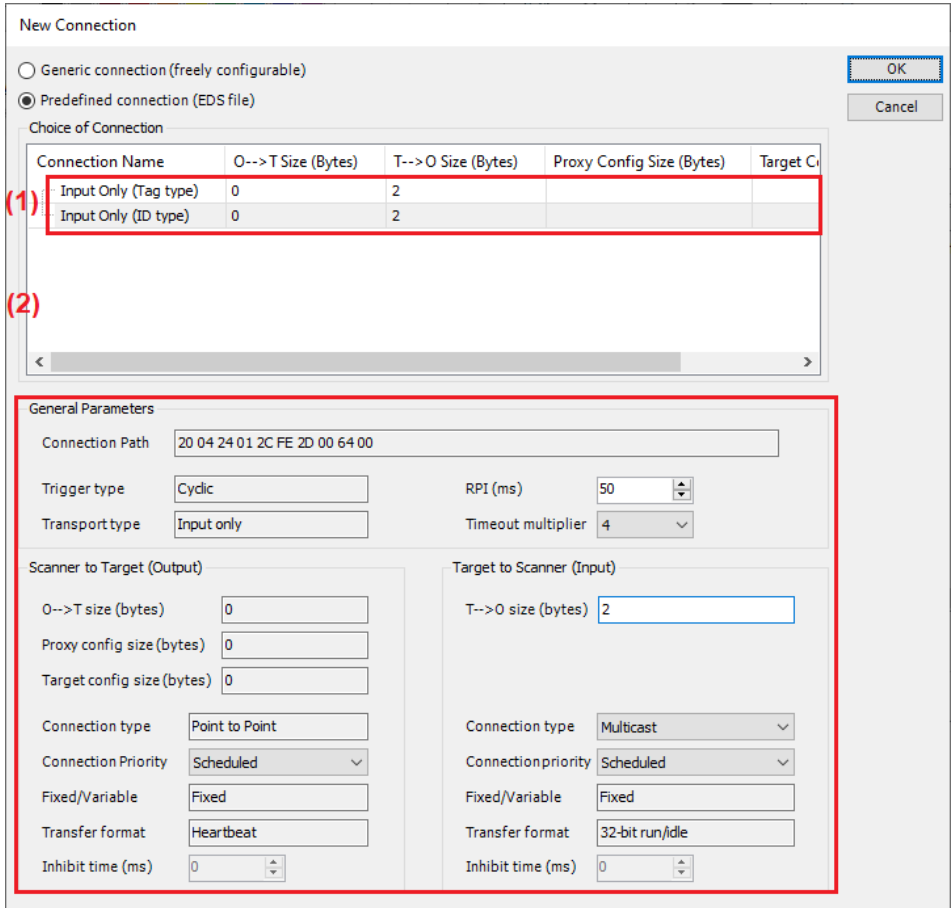 New Connection
Generic connection (freely configurable)
OK
Predefined connection (EDS file)
Cancel
Choice of Connection
Connection Name O-->T Size (Bytes) T-->O Size (Bytes) Proxy Config Size (Bytes) Target Co
(1) Input Only (Tag type) 0 2
Input Only (ID type) 0 2
(2)
General Parameters
Connection Path 20 04 24 01 2C FE 2D 00 64 00
Trigger type Cyclic RPI (ms) 50
Transport type Input only Timeout multiplier 4
Scanner to Target (Output) Target to Scanner (Input)
O-->T size (bytes) 0 T-->O size (bytes) 2
Proxy config size (bytes) 0
Target config size (bytes) 0
Connection type Point to Point Connection type Multicast
Connection Priority Scheduled Connection priority Scheduled
Fixed/Variable Fixed Fixed/Variable Fixed
Transfer format Heartbeat Transfer format 32-bit run/idle
Inhibit time (ms) 0 Inhibit time (ms) 0